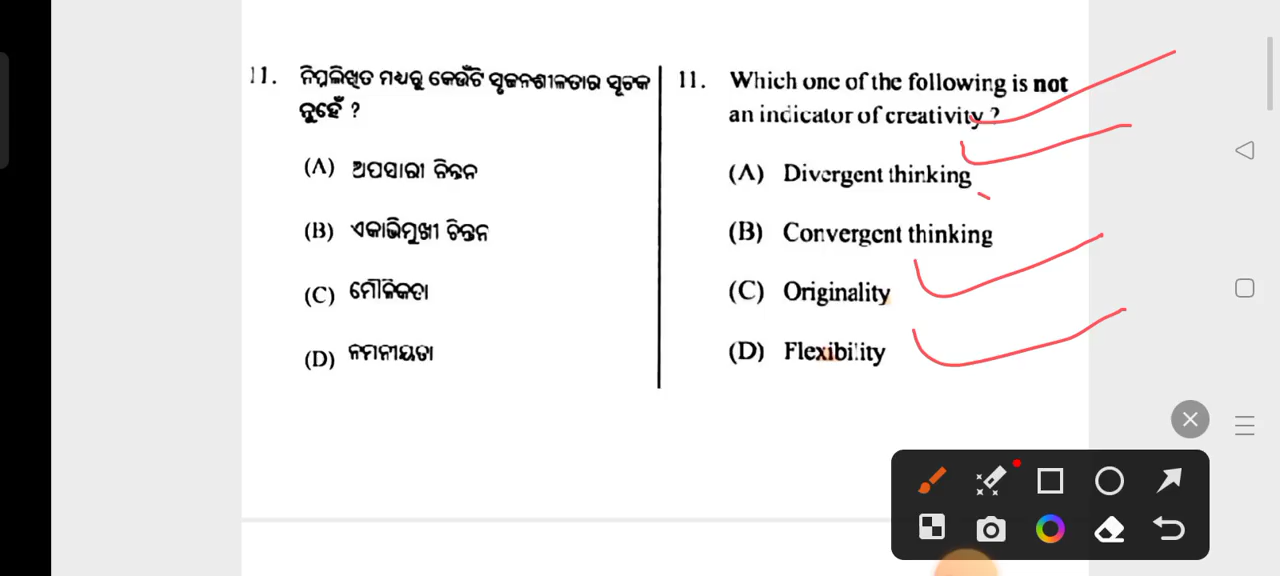 11. ନିମ୍ନଲିଖିତ ମଧ୍ୟରୁ କେଉଁଟି ସୃଜନଶୀଳତାର ସୂଚକ
ନୁହେଁ ?
(A) ଅପସାରୀ ଚିନ୍ତନ
(B) ଏକାଭିମୁଖୀ ଚିନ୍ତନ
(C) ମୌଳିକତା
(D) ନମନୀୟତା
11. Which one of the following is not
an indicator of creativity ?
(A) Divergent thinking
(B) Convergent thinking
(C) Originality
(D) Flexibility